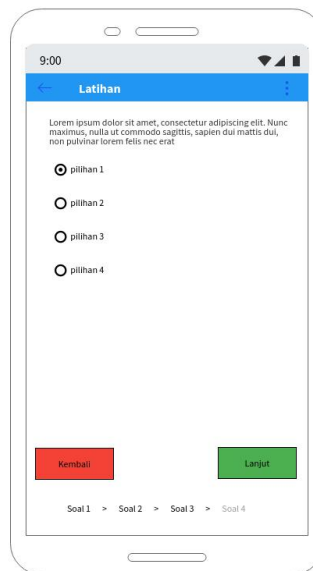 9:00
Latihan
Lorem ipsum dolor sit amet, consectetur adipiscing elit. Nunc
maximus, nulla ut commodo sagittis, sapien dui mattis dui,
non pulvinar lorem felis nec erat
pilihan 1
pilihan 2
pilihan 3
pilihan 4
Kembali
Lanjut
Soal 1 > Soal 2 > Soal 3 > Soal 4